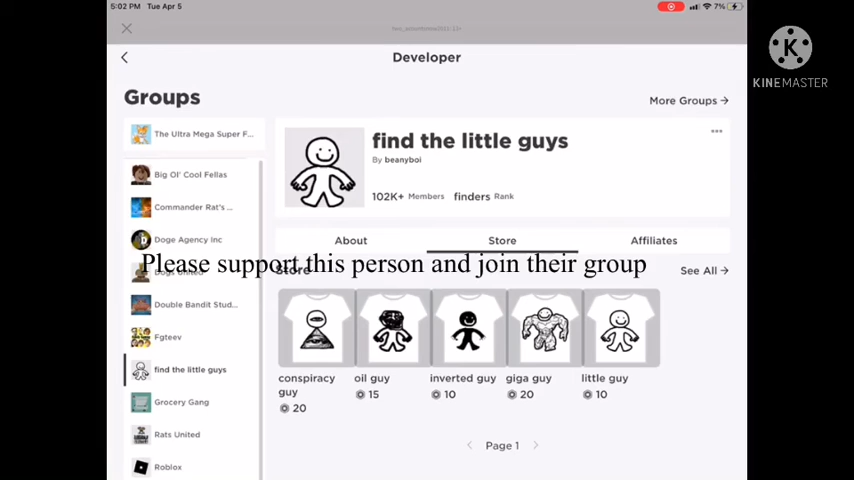 5:02 PM Tue Apr 5
7%
Developer
KINEMASTER
Groups
More Groups →
The Ultra Mega Super F...
find the little guys
By beanyboi
102K+ Members finders Rank
Big Ol' Cool Fellas
Commander Rat's ...
Doge Agency Inc
Dogs United
Double Bandit Stud...
Fgteev
find the little guys
Grocery Gang
Rats United
Roblox
About
Store
Affiliates
Please support this person and join their group
Store
See All →
conspiracy guy
20
oil guy
15
inverted guy
10
giga guy
20
little guy
10
Page 1